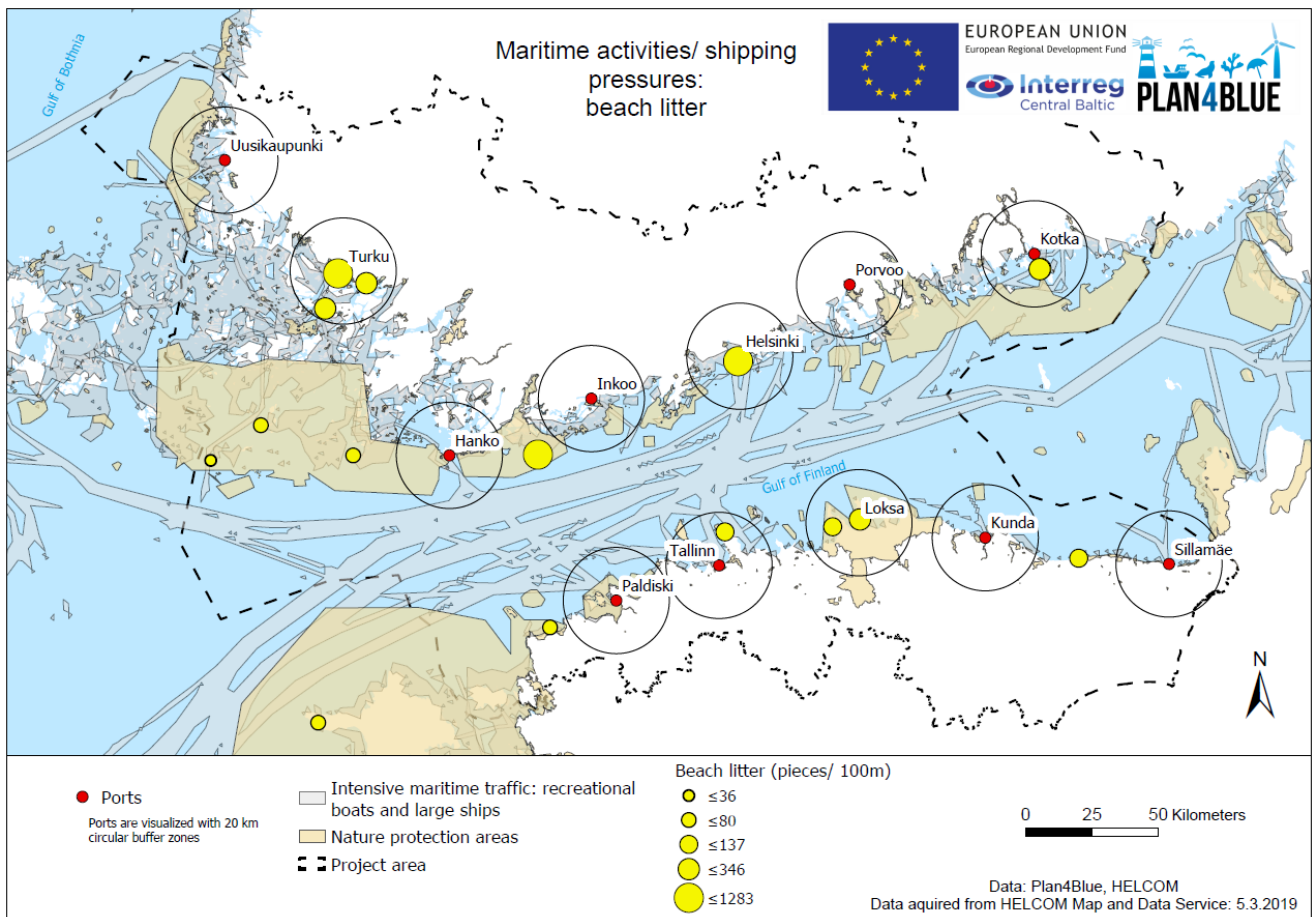 Maritime activities/ shipping
pressures:
beach litter
EUROPEAN UNION
European Regional Development Fund
Interreg
Central Baltic
PLAN4BLUE
Gulf of Bothnia
Uusikaupunki
Turku
Kotka
Porvoo
Helsinki
Inkoo
Hanko
Gulf of Finland
Loksa
Kunda
Tallinn
Sillamäe
Paldiski
N
Ports
Ports are visualized with 20 km
circular buffer zones
Intensive maritime traffic: recreational
boats and large ships
Nature protection areas
Project area
Beach litter (pieces/ 100m)
≤36
≤80
≤137
≤346
≤1283
0 25 50 Kilometers
Data: Plan4Blue, HELCOM
Data aquired from HELCOM Map and Data Service: 5.3.2019